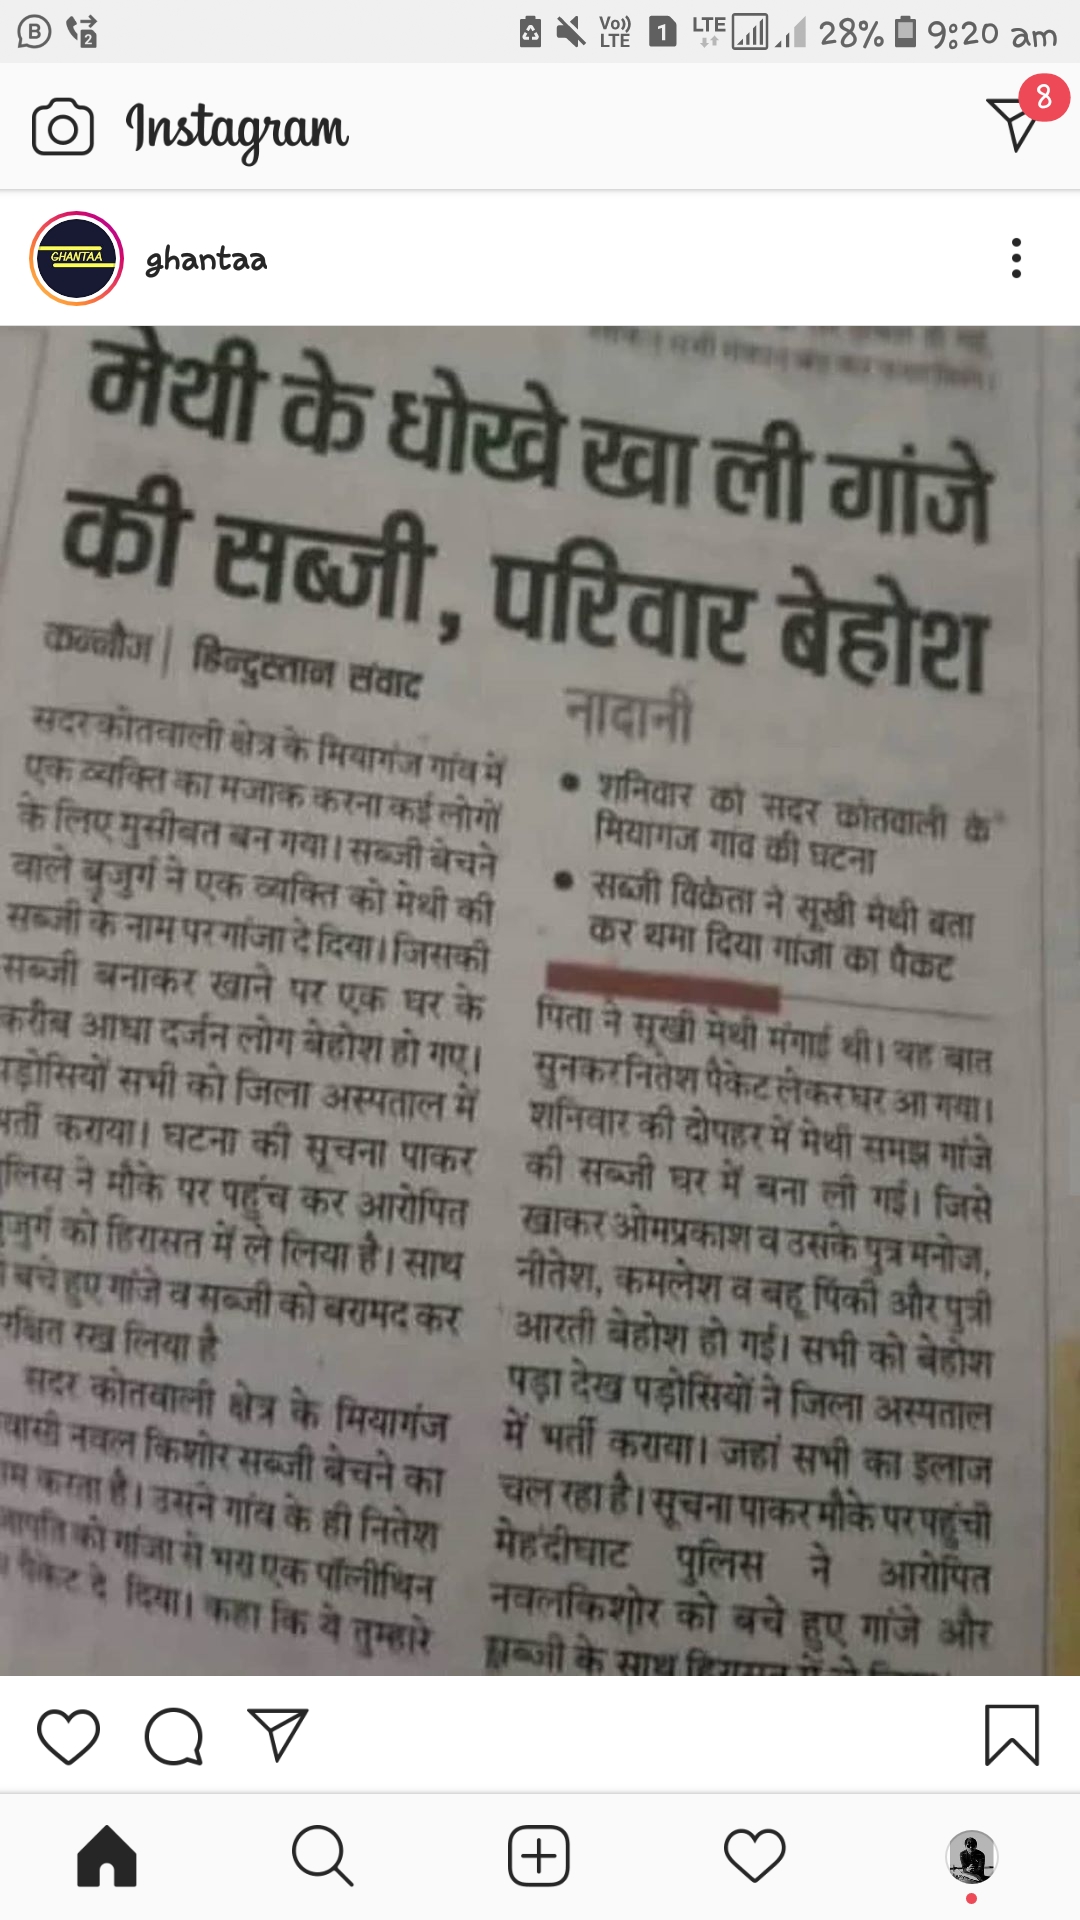 28% 9:20 am
Instagram
8
GHANTAA
ghantaa
मेथी के धोखे खा ली गांजे
की सब्जी, परिवार बेहोश
कन्नौज | हिन्दुस्तान संवाद
सदर कोतवाली क्षेत्र के मियागंज गांव में
एक व्यक्ति का मजाक करना कई लोगों
के लिए मुसीबत बन गया। सब्जी बेचने
वाले बुजुर्ग ने एक व्यक्ति को मेथी की
सब्जी के नाम पर गांजा दे दिया। जिसकी
सब्जी बनाकर खाने पर एक घर के
करीब आधा दर्जन लोग बेहोश हो गए।
पड़ोसियों सभी को जिला अस्पताल में
भर्ती कराया। घटना की सूचना पाकर
पुलिस ने मौके पर पहुंच कर आरोपित
बुजुर्ग को हिरासत में ले लिया है। साथ
बचे हुए गांजे व सब्जी को बरामद कर
रख लिया है
सदर कोतवाली क्षेत्र के मियागंज
नवल किशोर सब्जी बेचने का
करता है। उसने गांव के ही नितेश
को गांजा से भरा एक पॉलीथिन
पैकेट दे दिया। कहा कि ये तुम्हारे
नादानी
• शनिवार को सदर कोतवाली के
मियागंज गांव की घटना
• सब्जी विक्रेता ने सूखी मेथी बता
कर थमा दिया गांजा का पैकट
पिता ने सूखी मेथी मंगाई थी। यह बात
सुनकर नितेश पैकेट लेकर घर आ गया।
शनिवार की दोपहर में मेथी समझ गांजे
की सब्जी घर में बना ली गई। जिसे
खाकर ओमप्रकाश व उसके पुत्र मनोज,
नीतेश, कमलेश व बहू पिंकी और पुत्री
आरती बेहोश हो गई। सभी को बेहोश
पड़ा देख पड़ोसियों ने जिला अस्पताल
में भर्ती कराया। जहां सभी का इलाज
चल रहा है। सूचना पाकर मौके पर पहुंची
मेहंदीघाट पुलिस ने आरोपित
नवलकिशोर को बचे हुए गांजे और
सब्जी के साथ